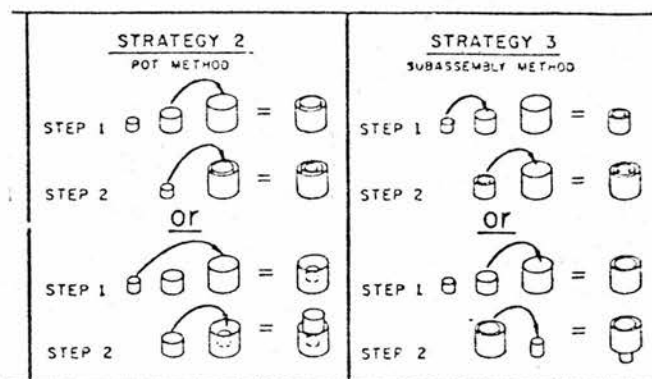 STRATEGY 2
POT METHOD
STEP 1 =
STEP 2 =
or
STEP 1 =
STEP 2 =
STRATEGY 3
SUBASSEMBLY METHOD
STEP 1 =
STEP 2 =
or
STEP 1 =
STEP 2 =